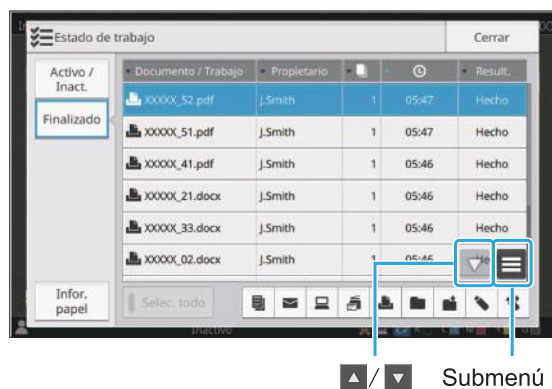 Estado de trabajo
Cerrar
Activo /
Inact.
Finalizado
Infor.
papel
Documento / Trabajo Propietario Result.
XXXXX_52.pdf J.Smith 1 05:47 Hecho
XXXXX_51.pdf J.Smith 1 05:47 Hecho
XXXXX_41.pdf J.Smith 1 05:46 Hecho
XXXXX_21.docx J.Smith 1 05:46 Hecho
XXXXX_33.docx J.Smith 1 05:46 Hecho
XXXXX_02.docx J.Smith 1 05:46
Selec. todo
Inactivo
/
Submenú